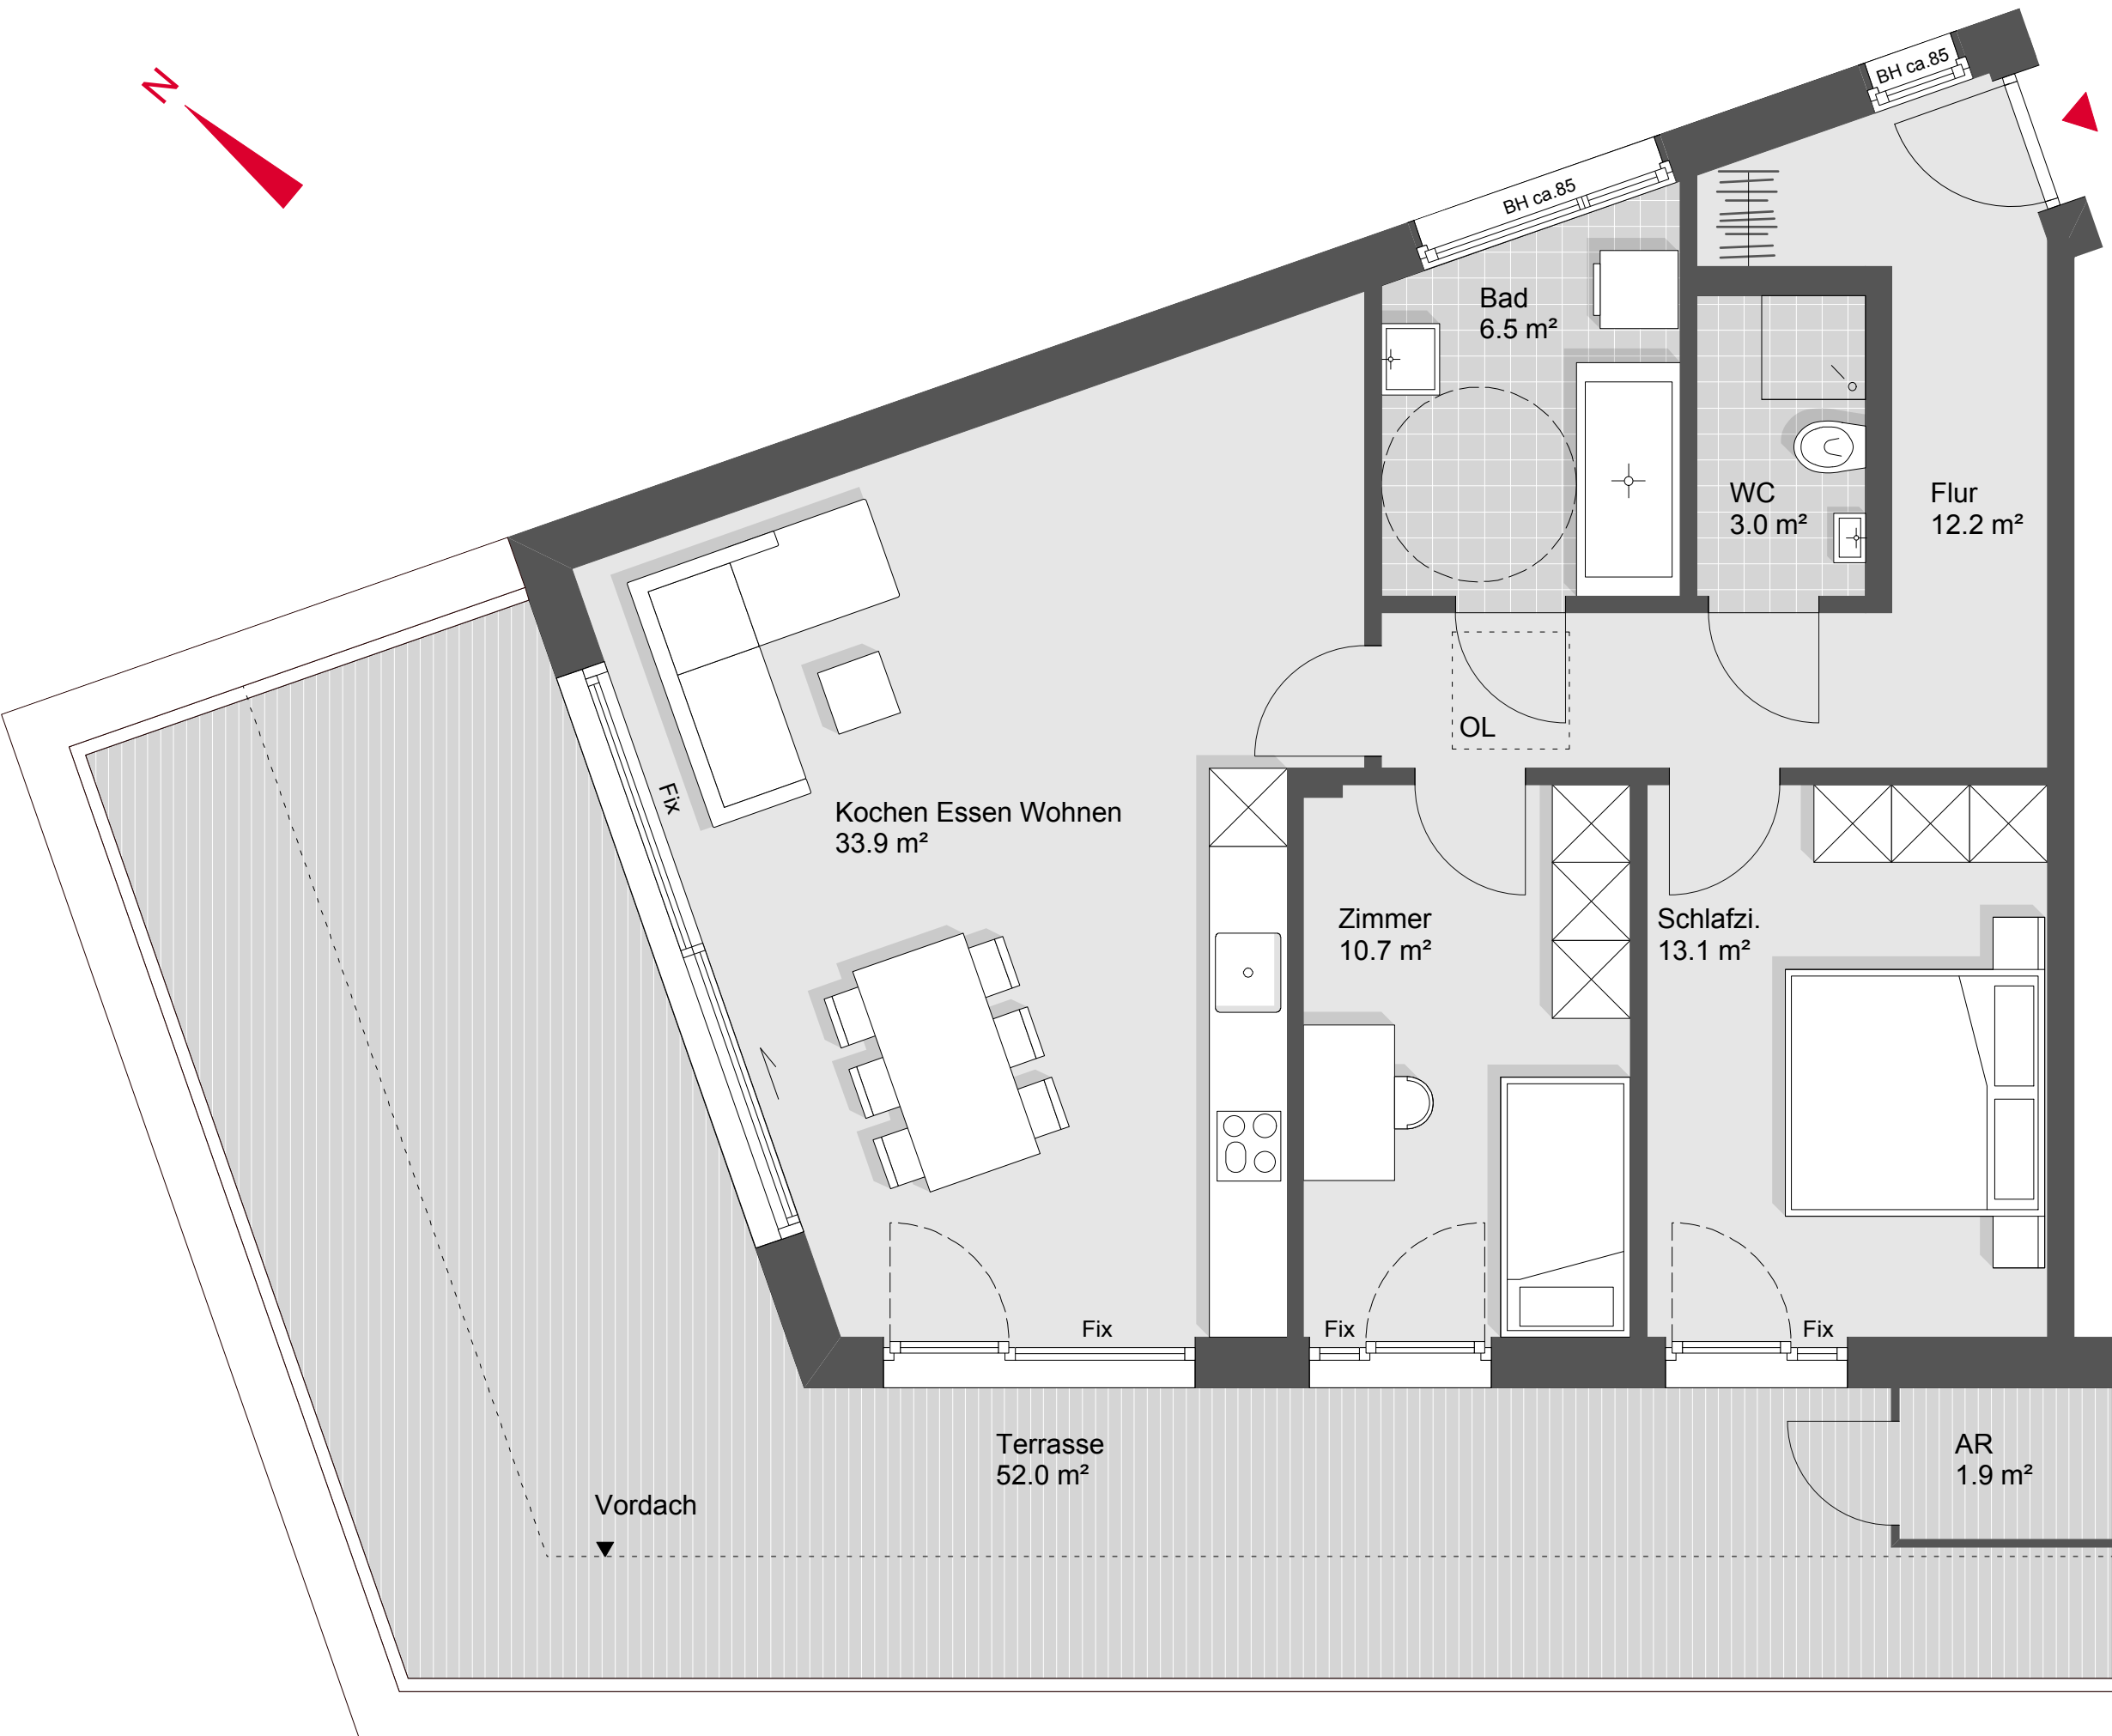 N
BH ca.85
BH ca.85
Bad
6.5 m²
WC
3.0 m²
Flur
12.2 m²
OL
Fix
Kochen Essen Wohnen
33.9 m²
Zimmer
10.7 m²
Schlafzi.
13.1 m²
Fix
Fix
Fix
Terrasse
52.0 m²
AR
1.9 m²
Vordach